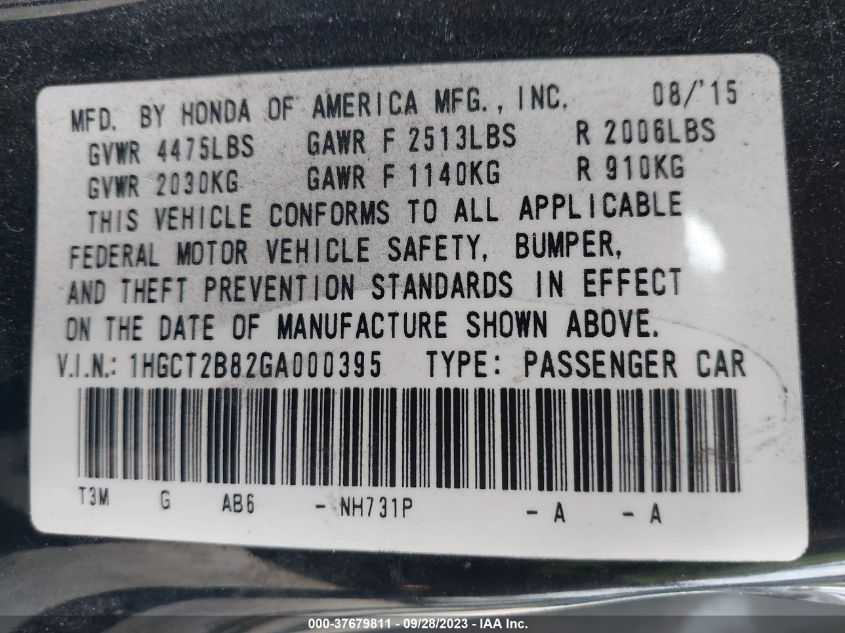 MFD. BY HONDA OF AMERICA MFG., INC. 08/'15
GVWR 4475LBS GAWR F 2513LBS R 2006LBS
GVWR 2030KG GAWR F 1140KG R 910KG
THIS VEHICLE CONFORMS TO ALL APPLICABLE
FEDERAL MOTOR VEHICLE SAFETY, BUMPER,
AND THEFT PREVENTION STANDARDS IN EFFECT
ON THE DATE OF MANUFACTURE SHOWN ABOVE.
V.I.N.: 1HGCT2B82GA000395 TYPE: PASSENGER CAR
T3M G AB6 - NH731P - A - A
000-37679811 - 09/28/2023 - IAA Inc.